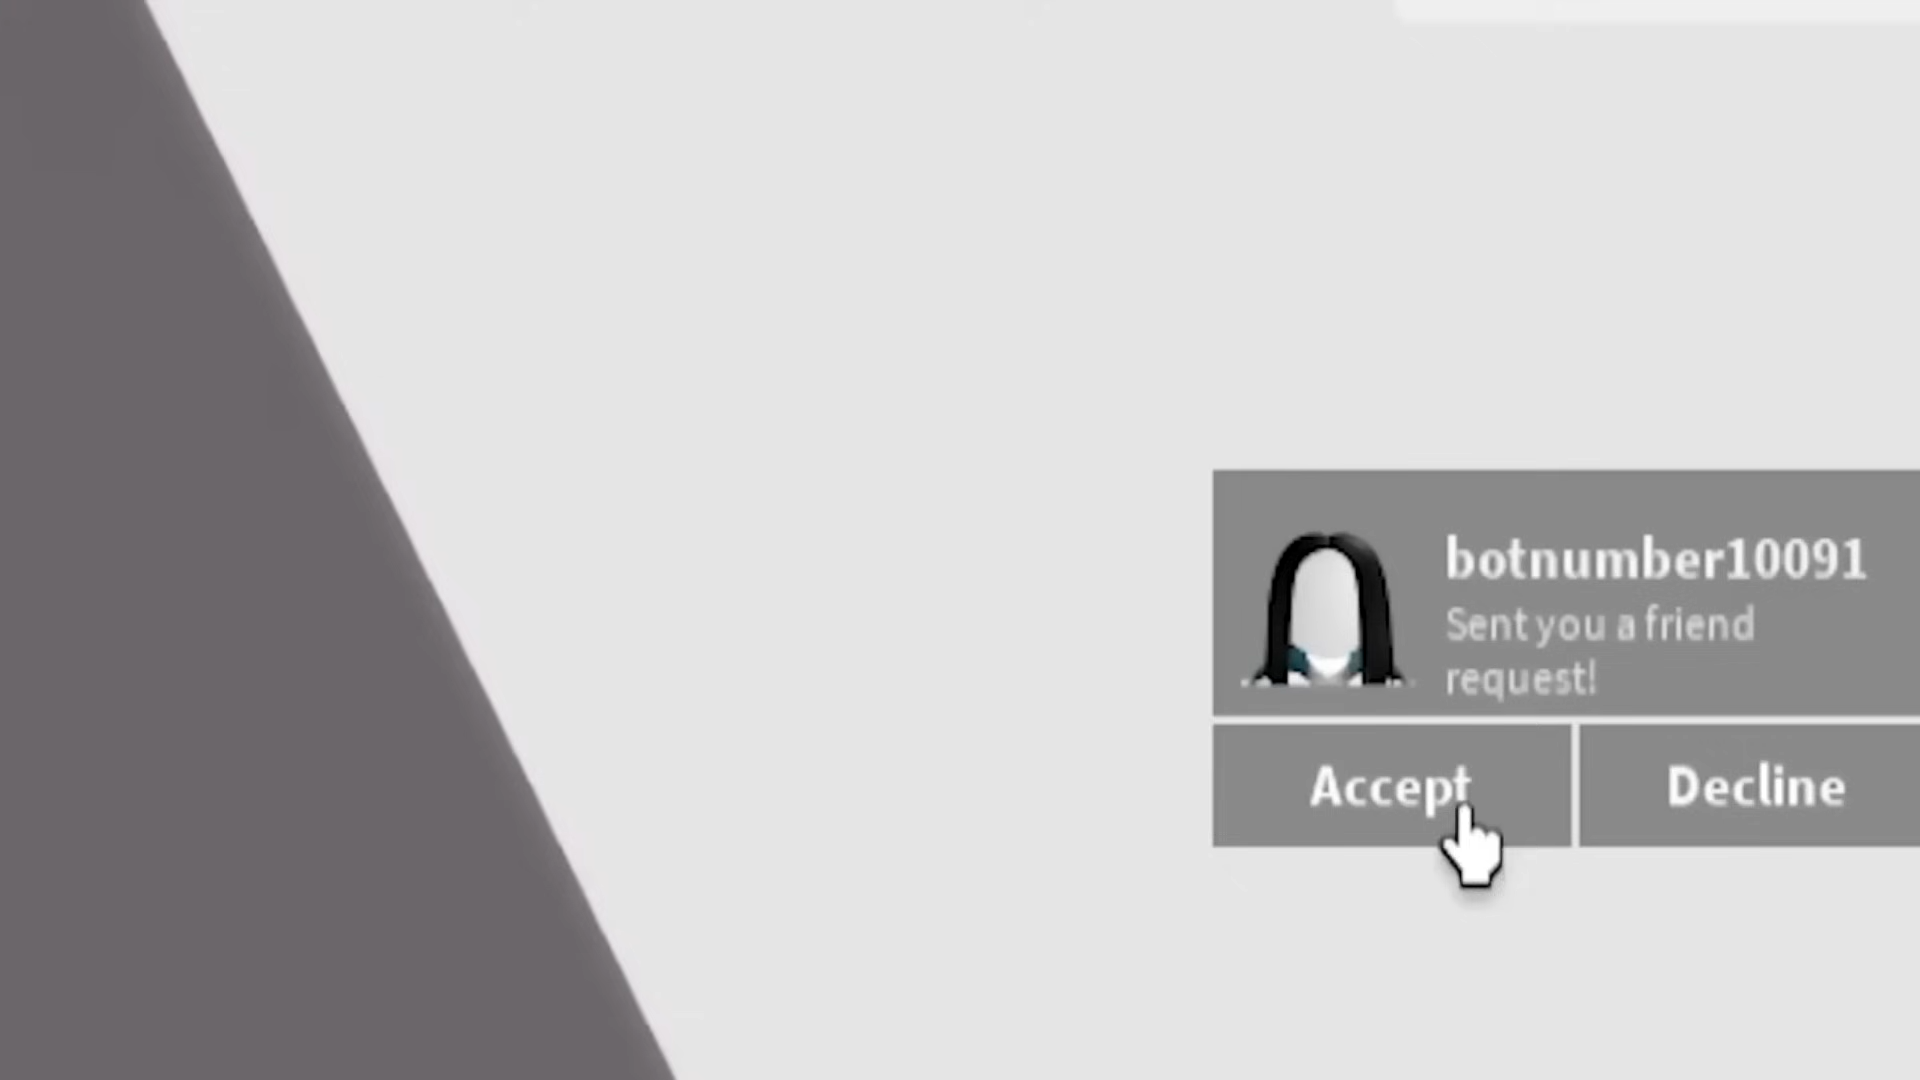 botnumber10091
Sent you a friend
request!
Accept
Decline